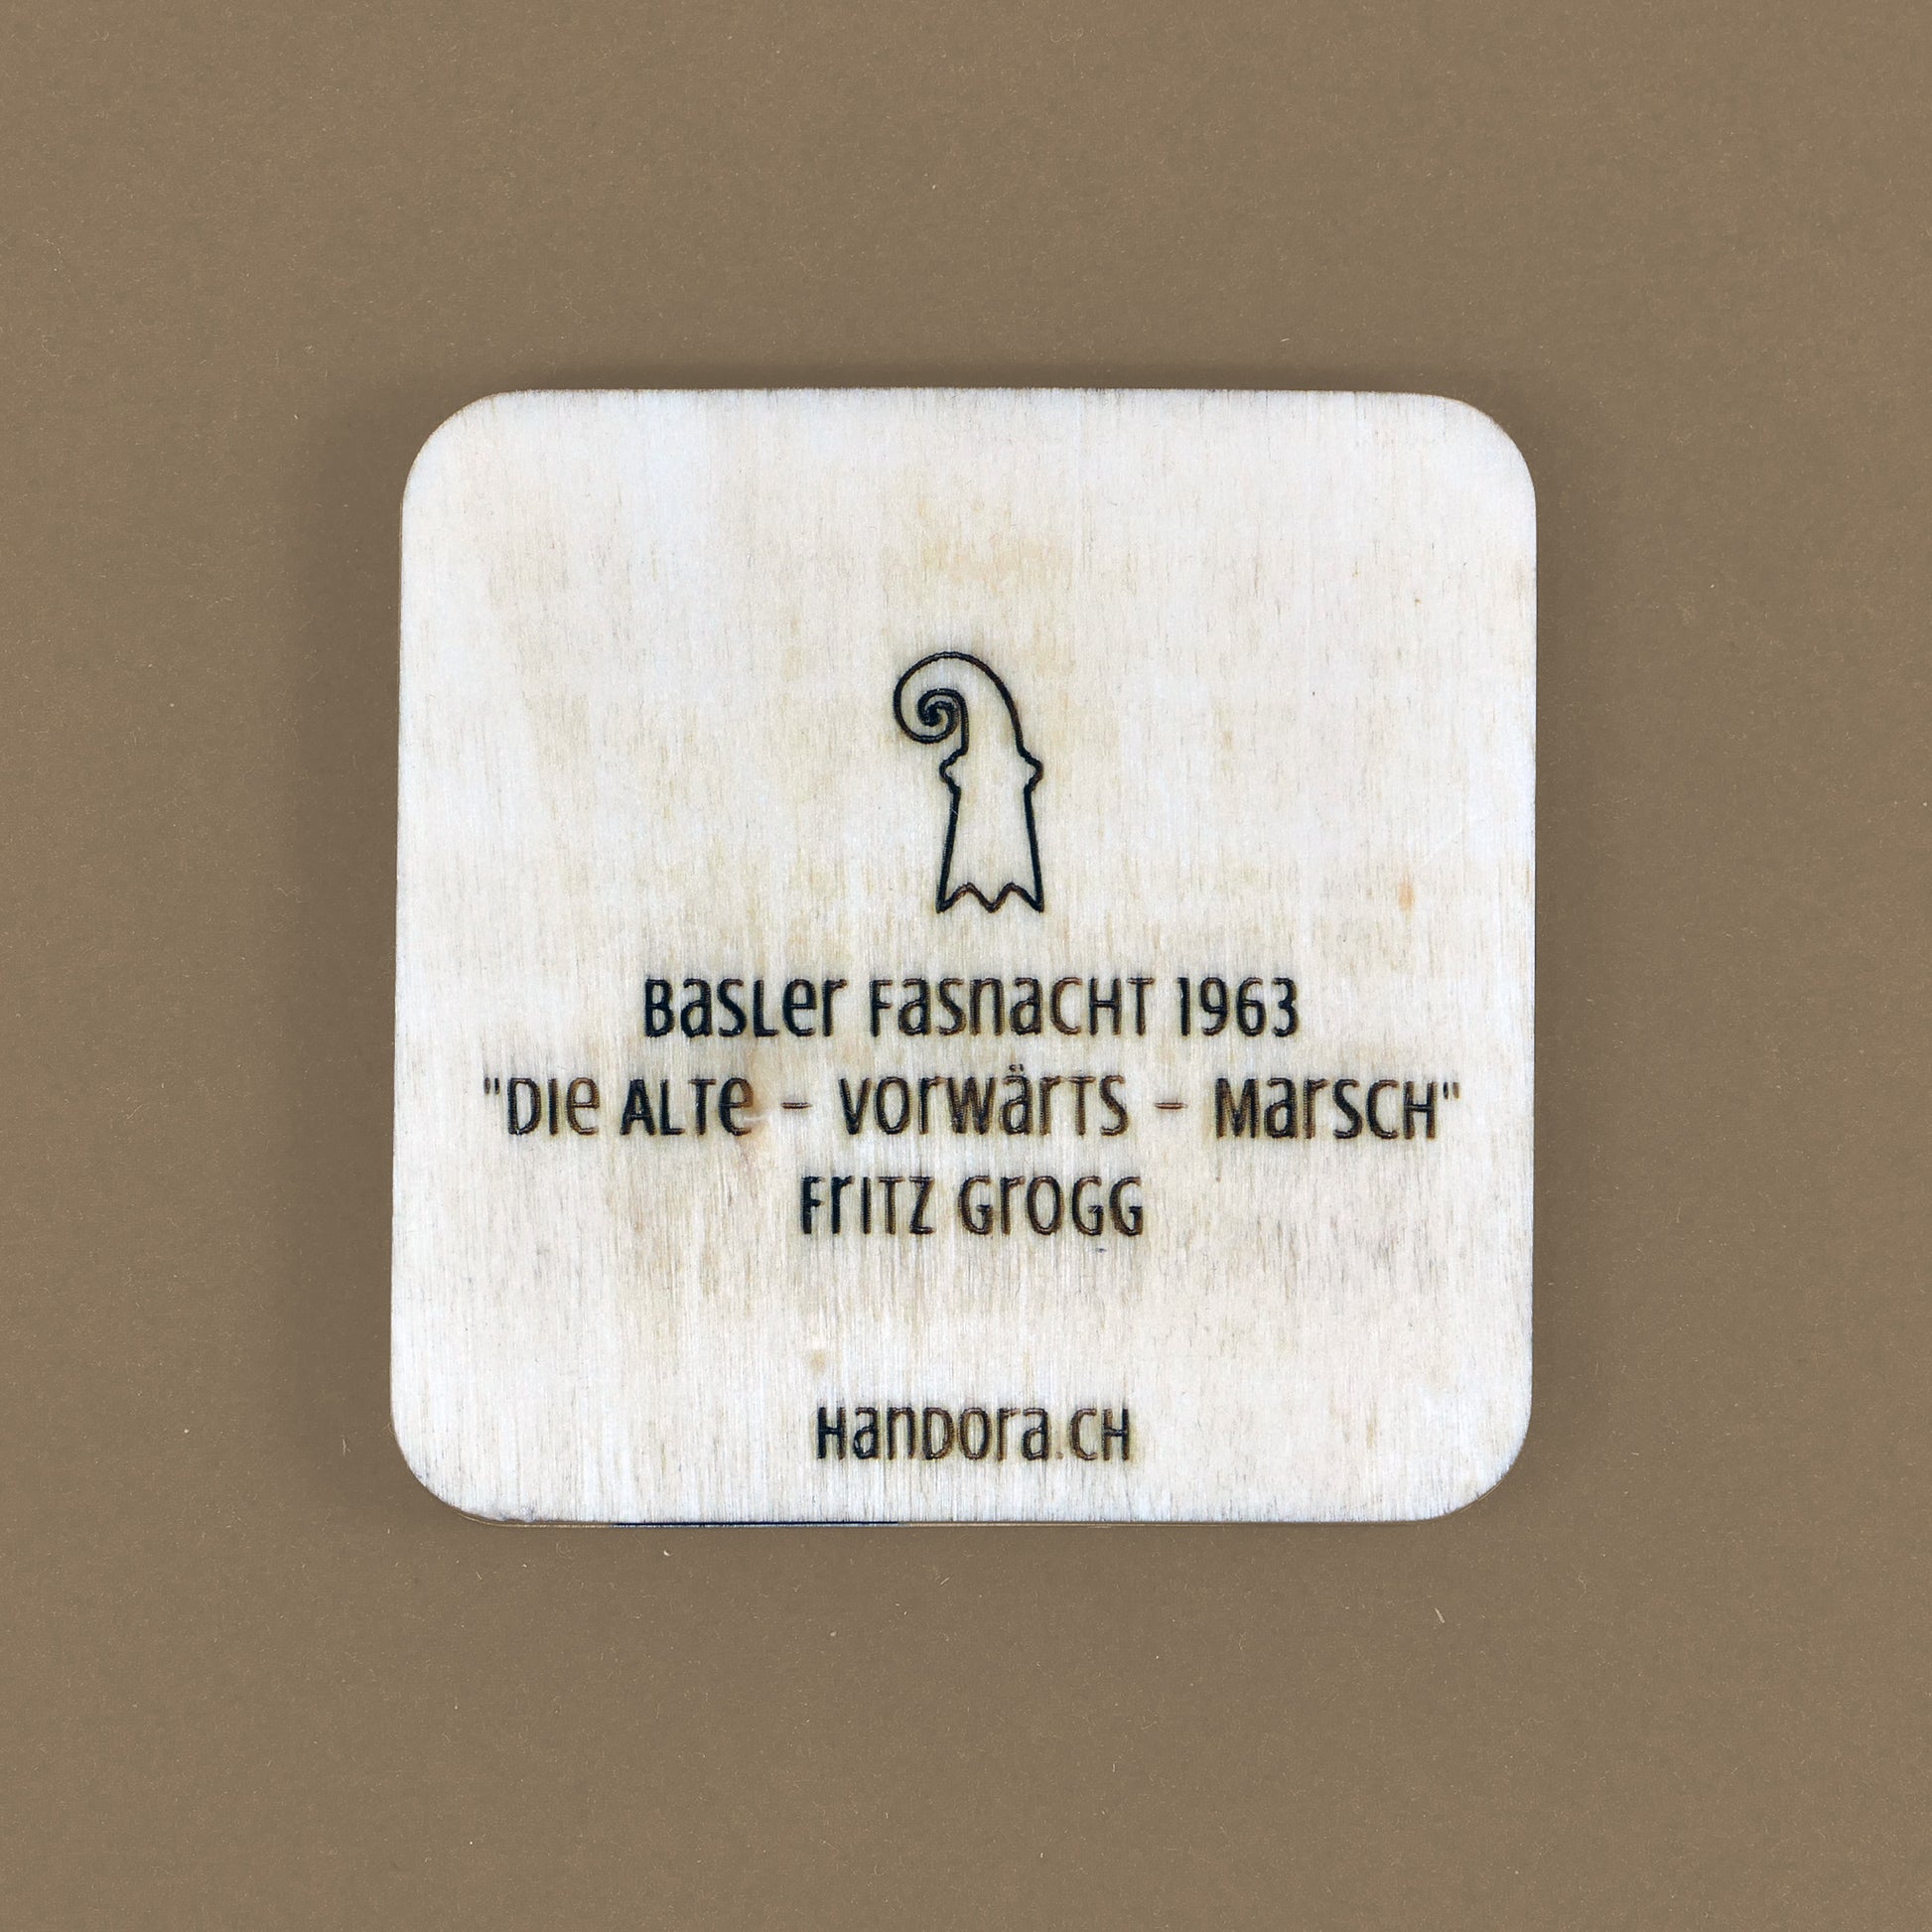 Basler Fasnacht 1963
"Die Alte - Vorwärts - Marsch"
Fritz Grogg
Handora.ch